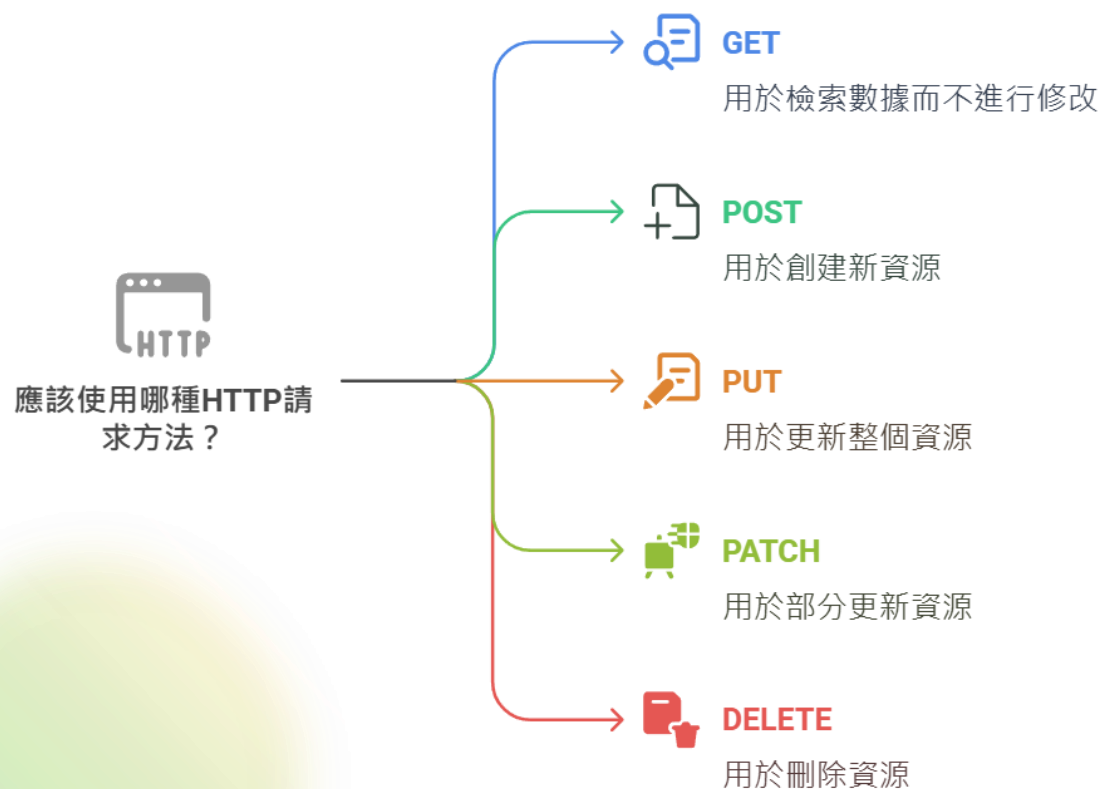 HTTP
應該使用哪種HTTP請
求方法？
GET
用於檢索數據而不進行修改
POST
用於創建新資源
PUT
用於更新整個資源
PATCH
用於部分更新資源
DELETE
用於刪除資源